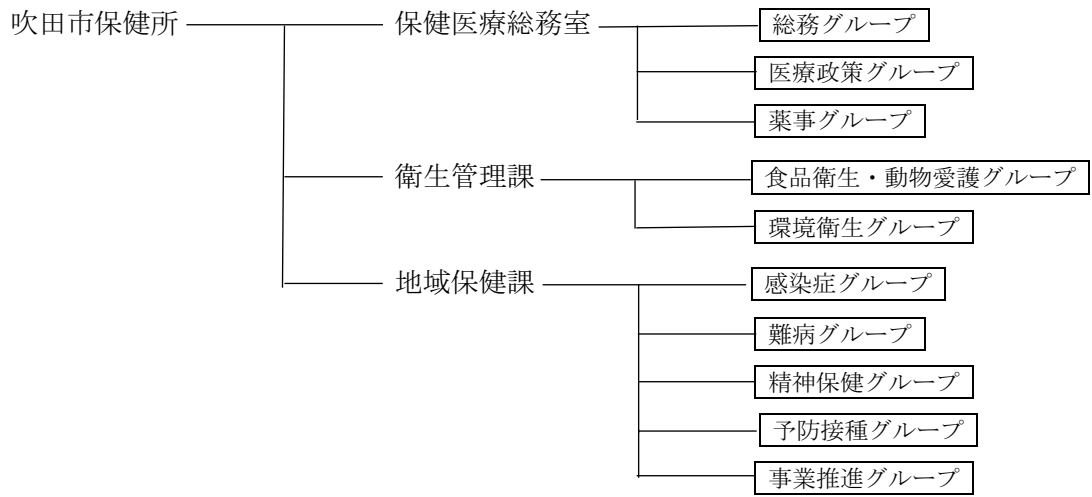 吹田市保健所
保健医療総務室
総務グループ
医療政策グループ
薬事グループ
衛生管理課
食品衛生・動物愛護グループ
環境衛生グループ
地域保健課
感染症グループ
難病グループ
精神保健グループ
予防接種グループ
事業推進グループ